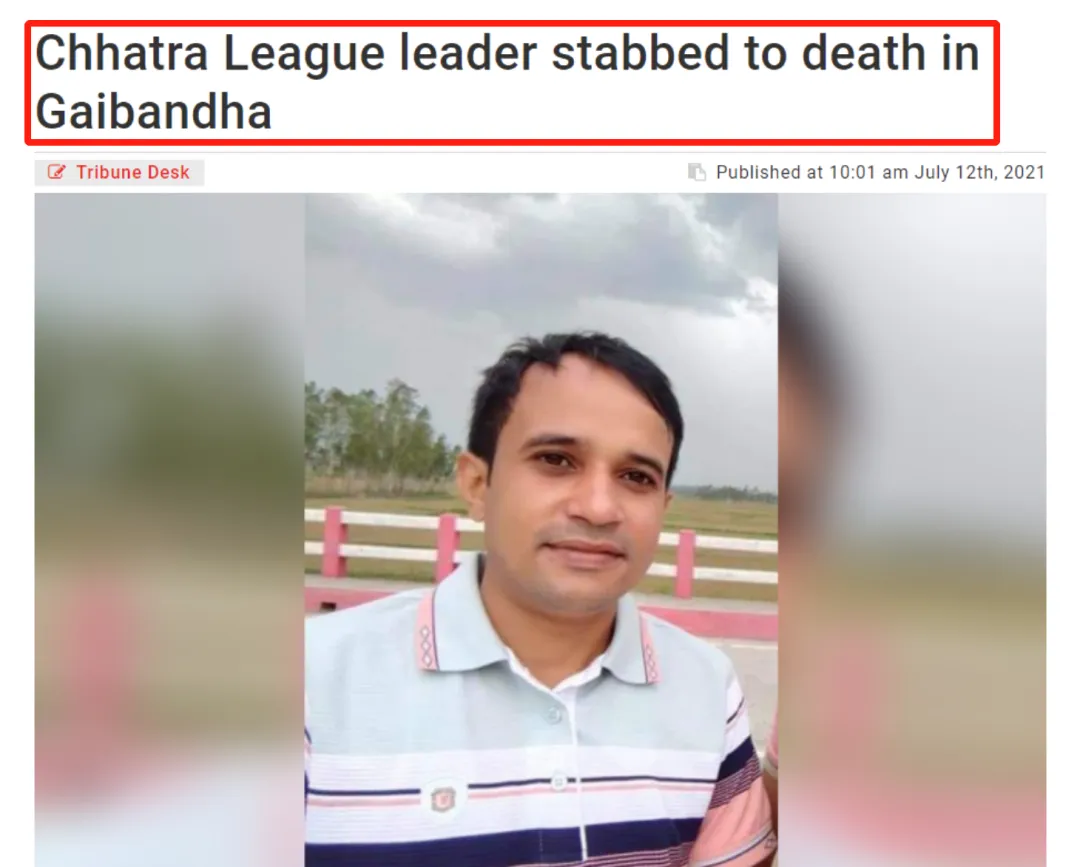 Chhatra League leader stabbed to death in
Gaibandha
Tribune Desk
Published at 10:01 am July 12th, 2021